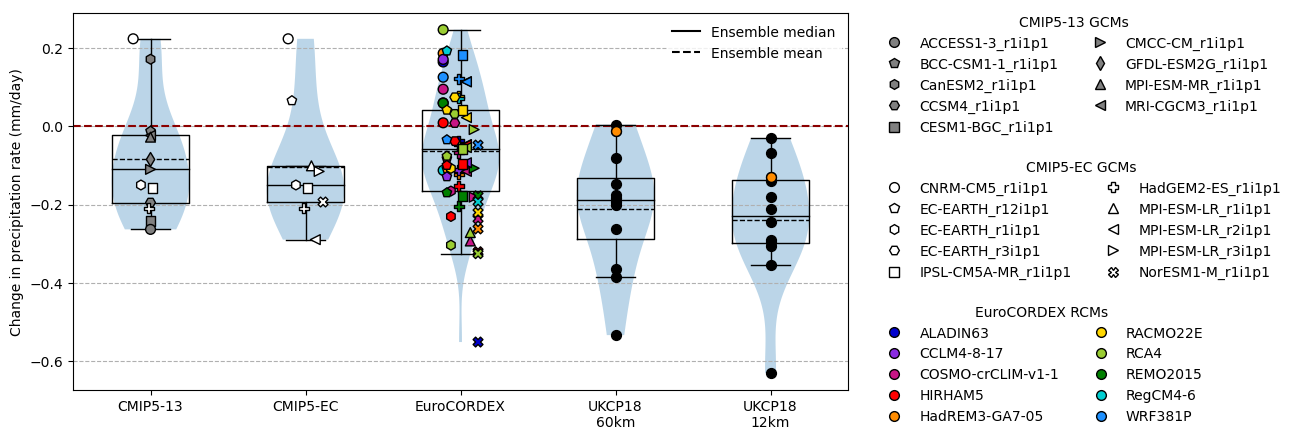 Change in precipitation rate (mm/day)
0.2
0.0
−0.2
−0.4
−0.6
Ensemble median
Ensemble mean
CMIP5-13
CMIP5-EC
EuroCORDEX
UKCP18
60km
UKCP18
12km
CMIP5-13 GCMs
ACCESS1-3_r1i1p1
BCC-CSM1-1_r1i1p1
CanESM2_r1i1p1
CCSM4_r1i1p1
CESM1-BGC_r1i1p1
CMCC-CM_r1i1p1
GFDL-ESM2G_r1i1p1
MPI-ESM-MR_r1i1p1
MRI-CGCM3_r1i1p1
CMIP5-EC GCMs
CNRM-CM5_r1i1p1
EC-EARTH_r12i1p1
EC-EARTH_r1i1p1
EC-EARTH_r3i1p1
IPSL-CM5A-MR_r1i1p1
HadGEM2-ES_r1i1p1
MPI-ESM-LR_r1i1p1
MPI-ESM-LR_r2i1p1
MPI-ESM-LR_r3i1p1
NorESM1-M_r1i1p1
EuroCORDEX RCMs
ALADIN63
CCLM4-8-17
COSMO-crCLIM-v1-1
HIRHAM5
HadREM3-GA7-05
RACMO22E
RCA4
REMO2015
RegCM4-6
WRF381P